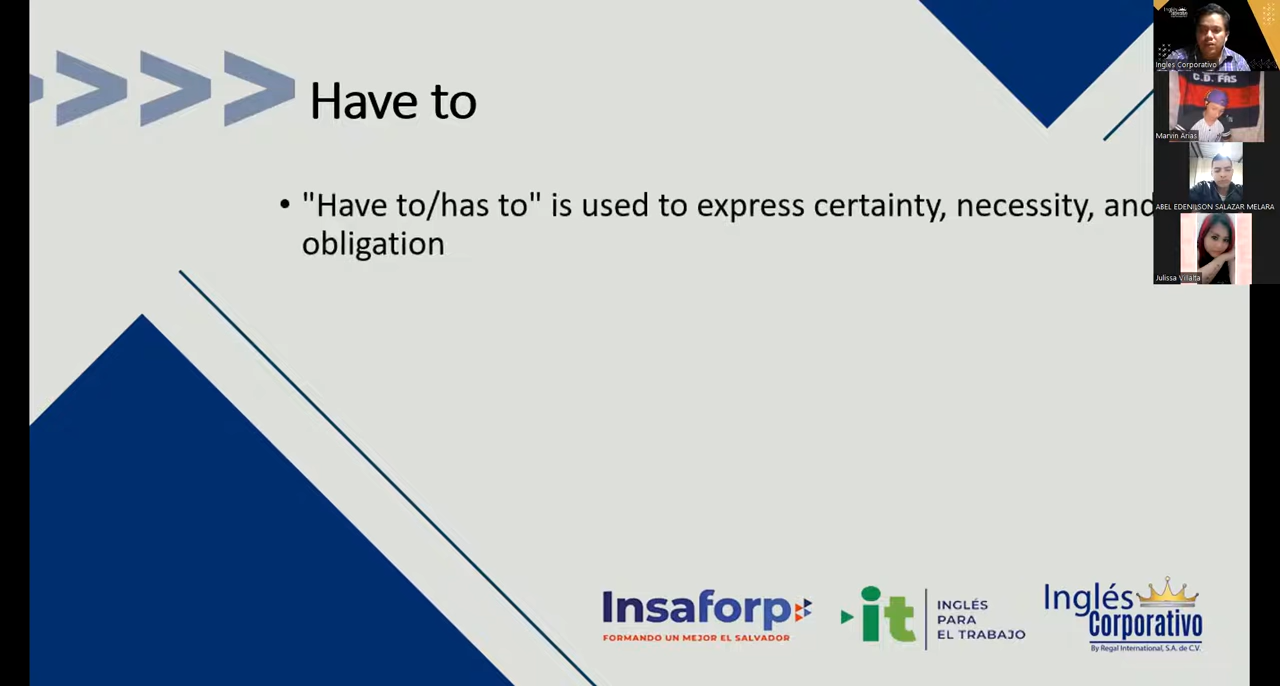 Have to
• "Have to/has to" is used to express certainty, necessity, and
obligation
Inglés Corporativo
C.D. FAS
Marvin Arias
ABEL EDENILSON SALAZAR MELARA
Julissa Villalta
Insaforp
FORMANDO UN MEJOR EL SALVADOR
it
INGLÉS
PARA
EL TRABAJO
Inglés
Corporativo
By Regal International, S.A. de C.V.